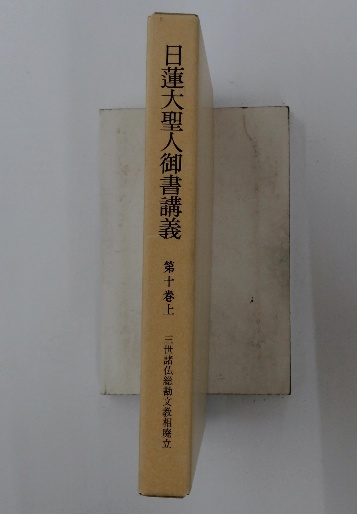 日蓮大聖人御書講義
第十巻上
三世諸仏総勘文教相廃立